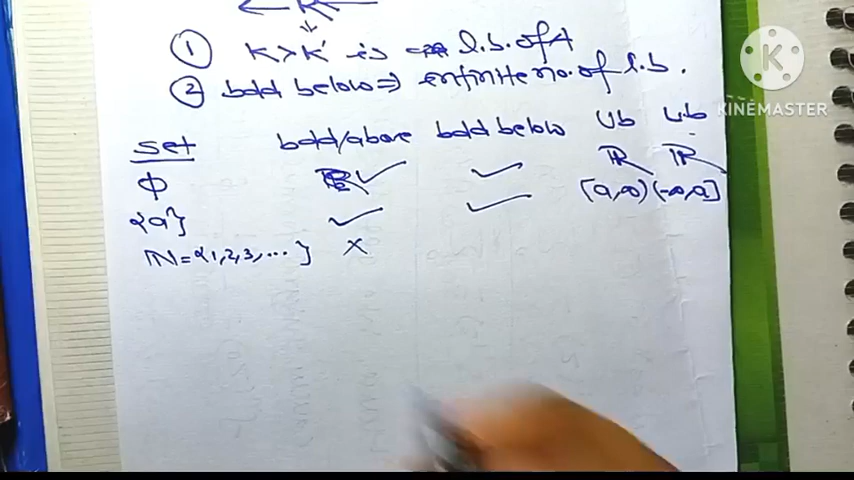 K
① K > K' is l.b. of A
② bdd below ⇒ infinite no. of l.b.
set bdd/above bdd below Ub L.b
φ ℝ ✓ ✓ ℝ ℝ
{a} ✓ ✓ [a,∞) (-∞,a]
ℕ = {1,2,3,...} ×
K
KINEMASTER